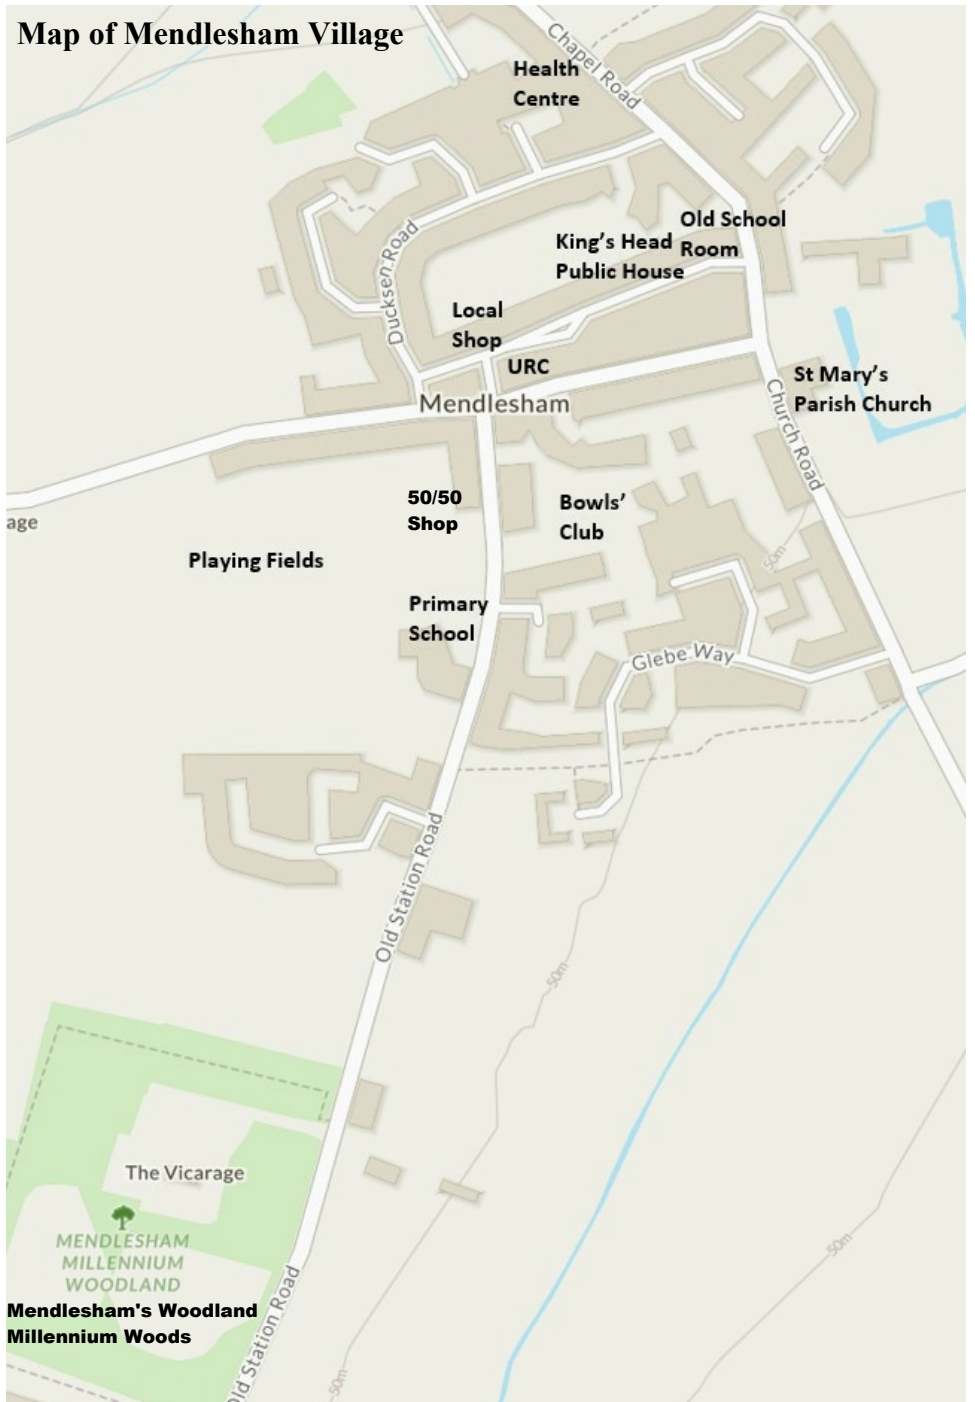 Map of Mendlesham Village
Chapel Road
Health
Centre
Old School
Room
King's Head
Public House
Ducksen Road
Local
Shop
URC
St Mary's
Parish Church
Mendlesham
Church Road
50/50
Shop
Bowls'
Club
age
50m
Playing Fields
Primary
School
Glebe Way
Old Station Road
50m
The Vicarage
MENDLESHAM
MILLENNIUM
WOODLAND
50m
Mendlesham's Woodland
Millennium Woods
Old Station Road
50m